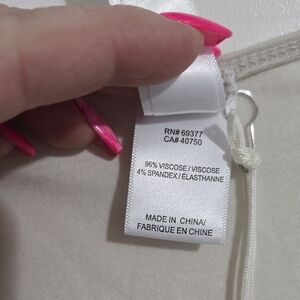 RN# 69377
CA# 40750
96% VISCOSE / VISCOSE
4% SPANDEX / ÉLASTHANNE
MADE IN CHINA/
FABRIQUE EN CHINE